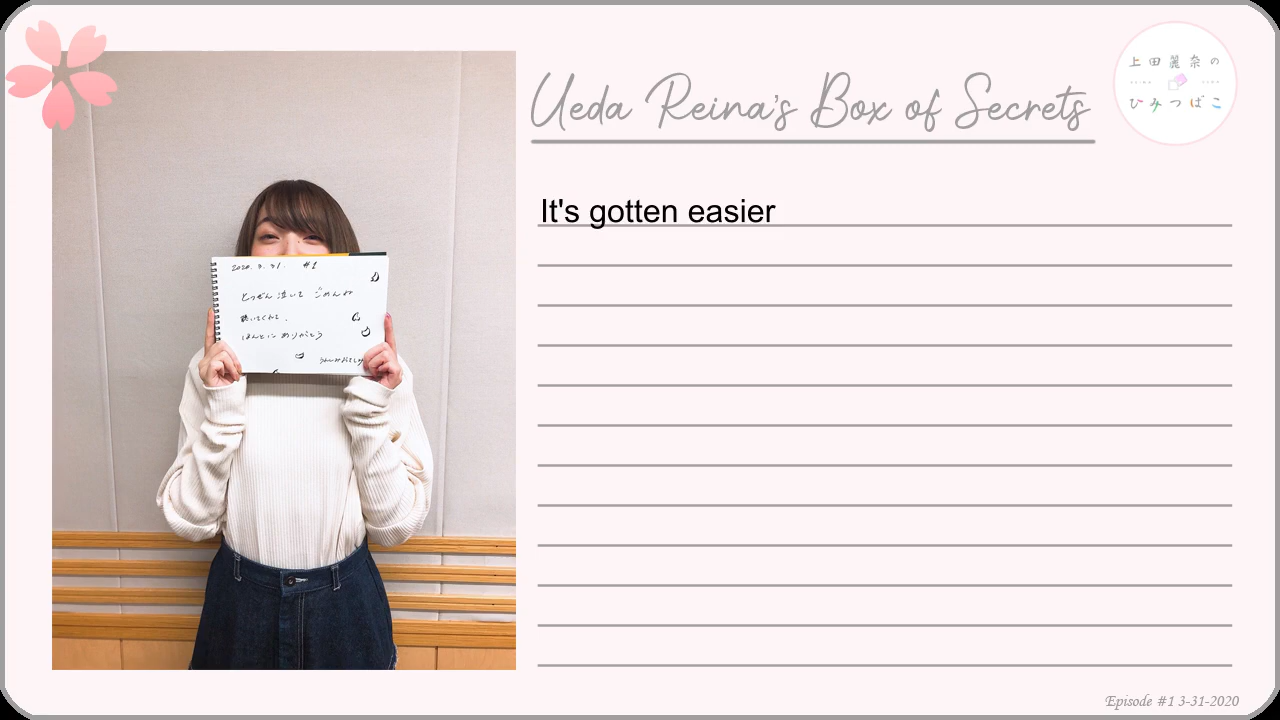 Ueda Reina's Box of Secrets
上田麗奈の
ひみつばこ
It's gotten easier
2020. 3. 31. #1
とつぜん泣いて ごめんね
聴いてくれて、
ほんとに ありがとう
Episode #1 3-31-2020